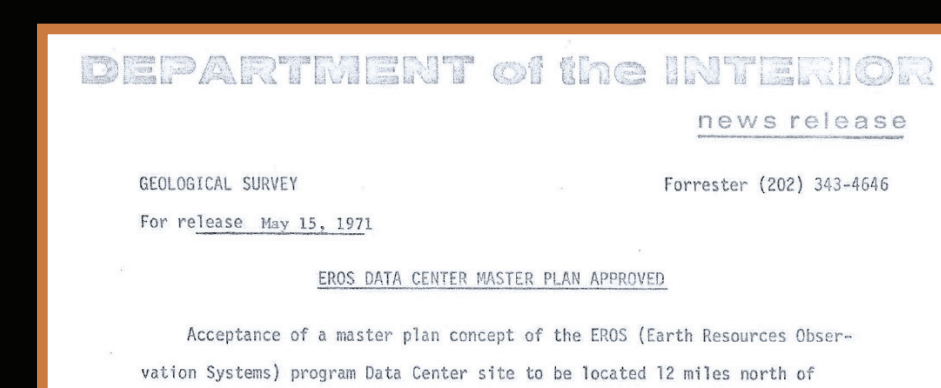 DEPARTMENT of the INTERIOR
news release
GEOLOGICAL SURVEY Forrester (202) 343-4646
For release May 15, 1971
EROS DATA CENTER MASTER PLAN APPROVED
Acceptance of a master plan concept of the EROS (Earth Resources Obser-
vation Systems) program Data Center site to be located 12 miles north of